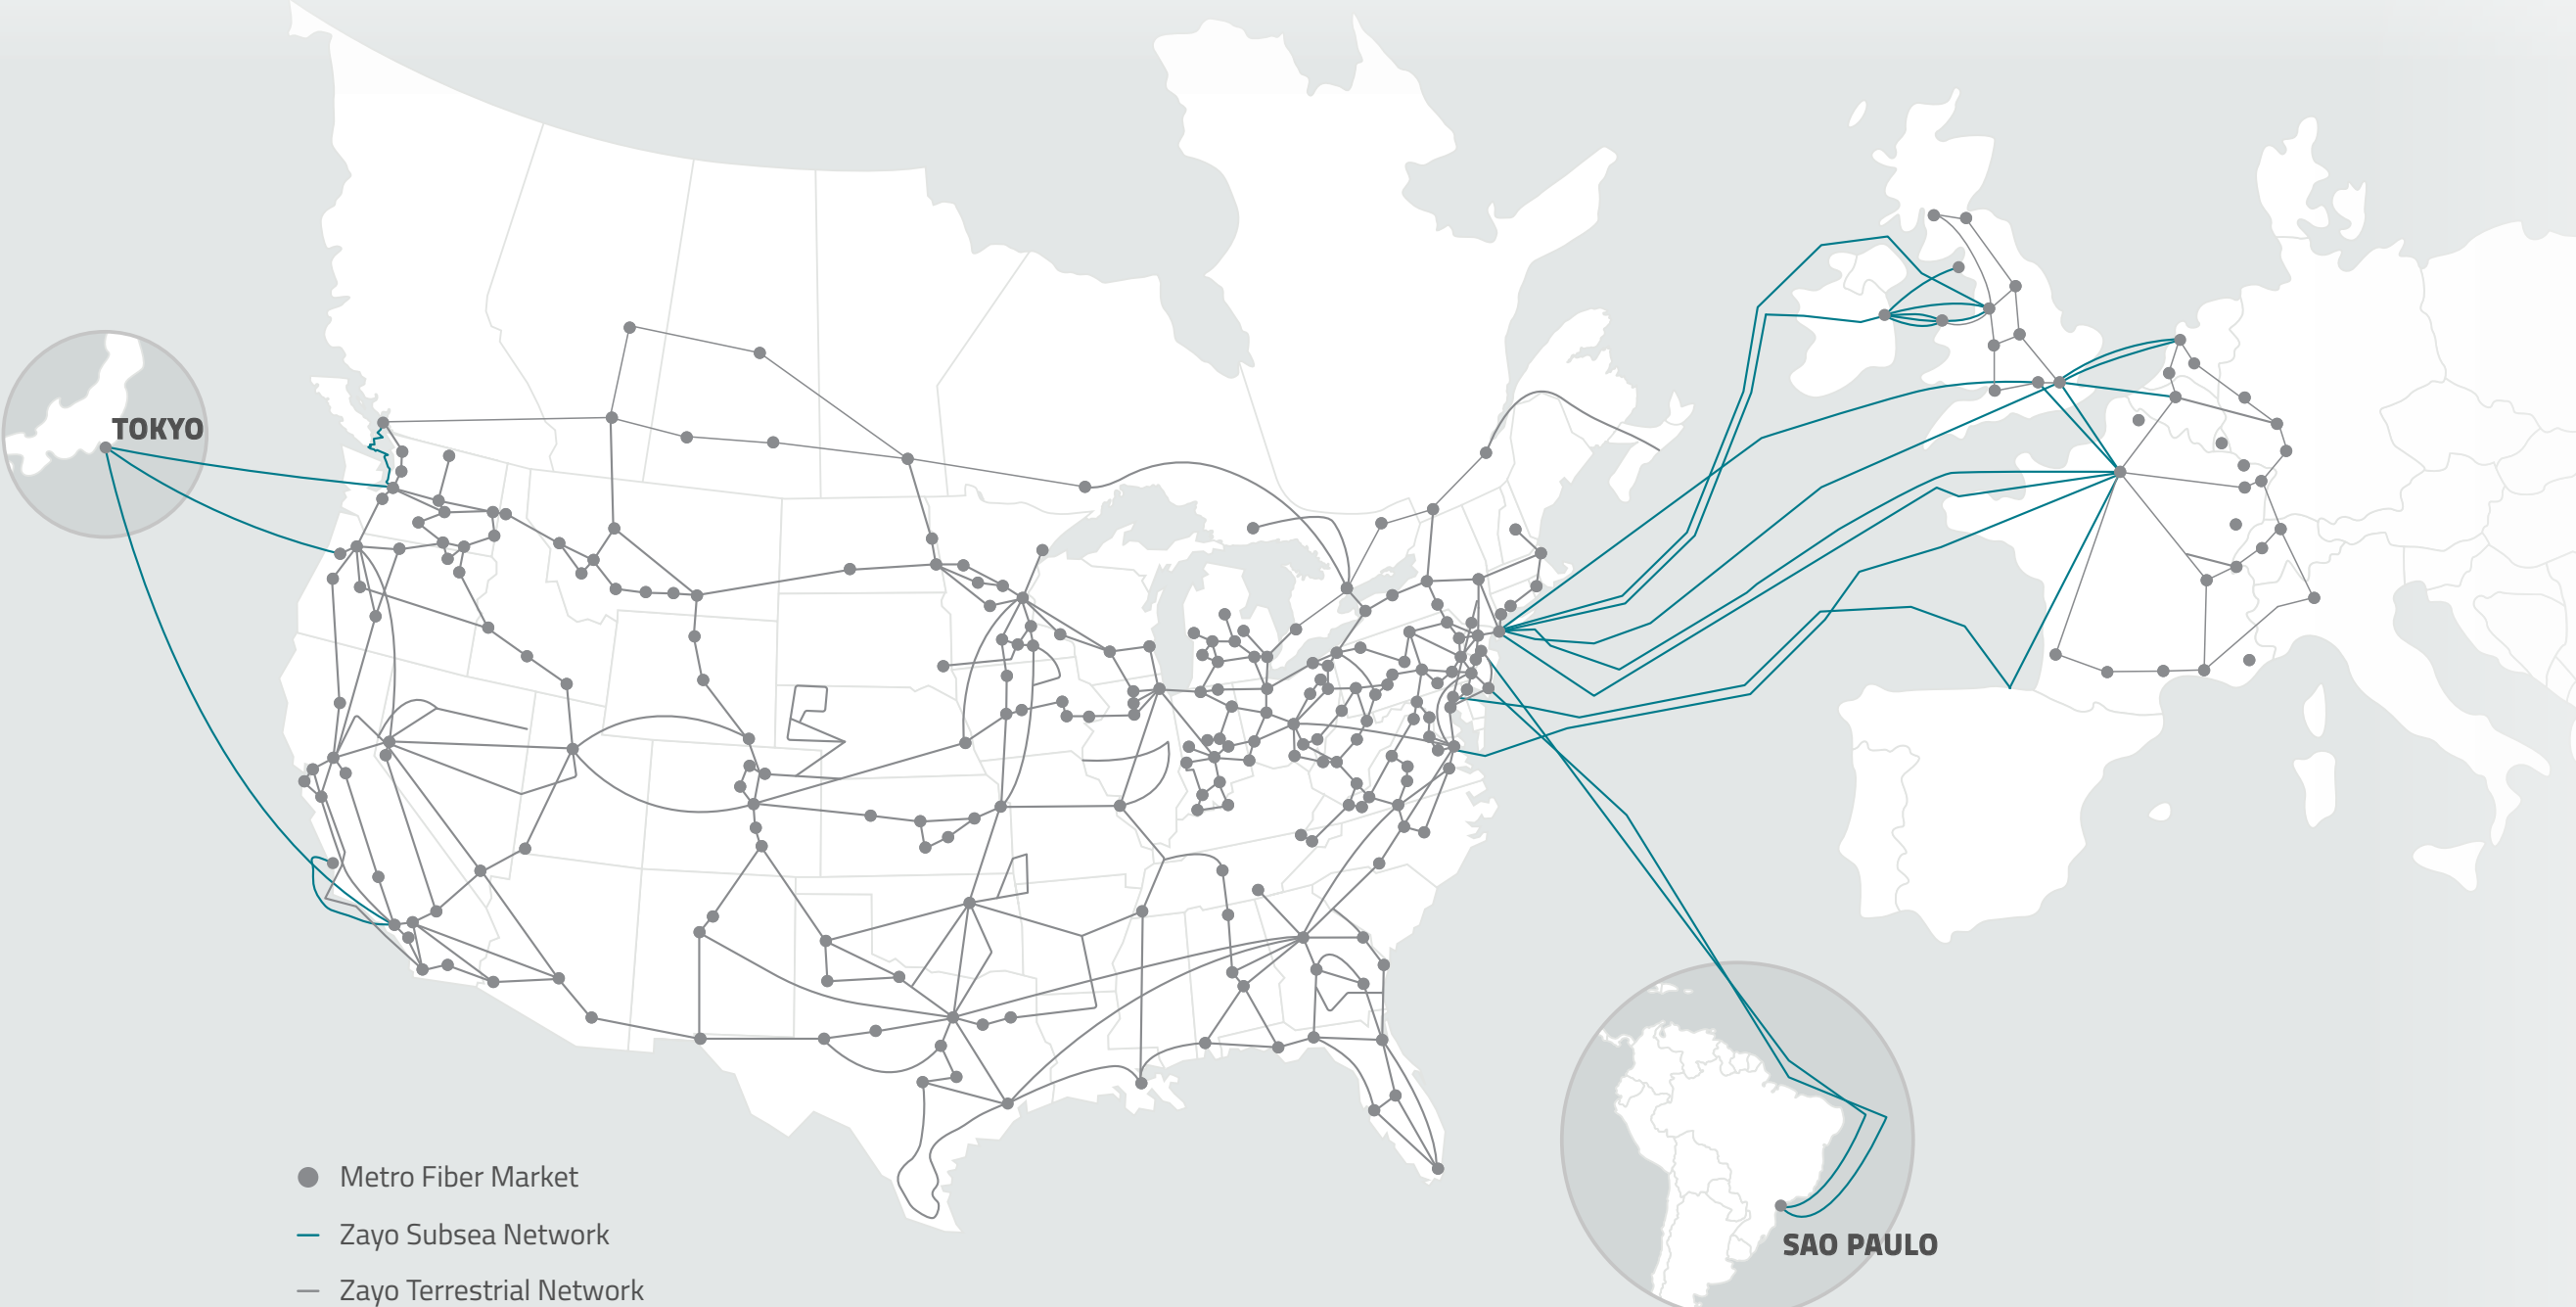 TOKYO
Metro Fiber Market
Zayo Subsea Network
SAO PAULO
Zayo Terrestrial Network